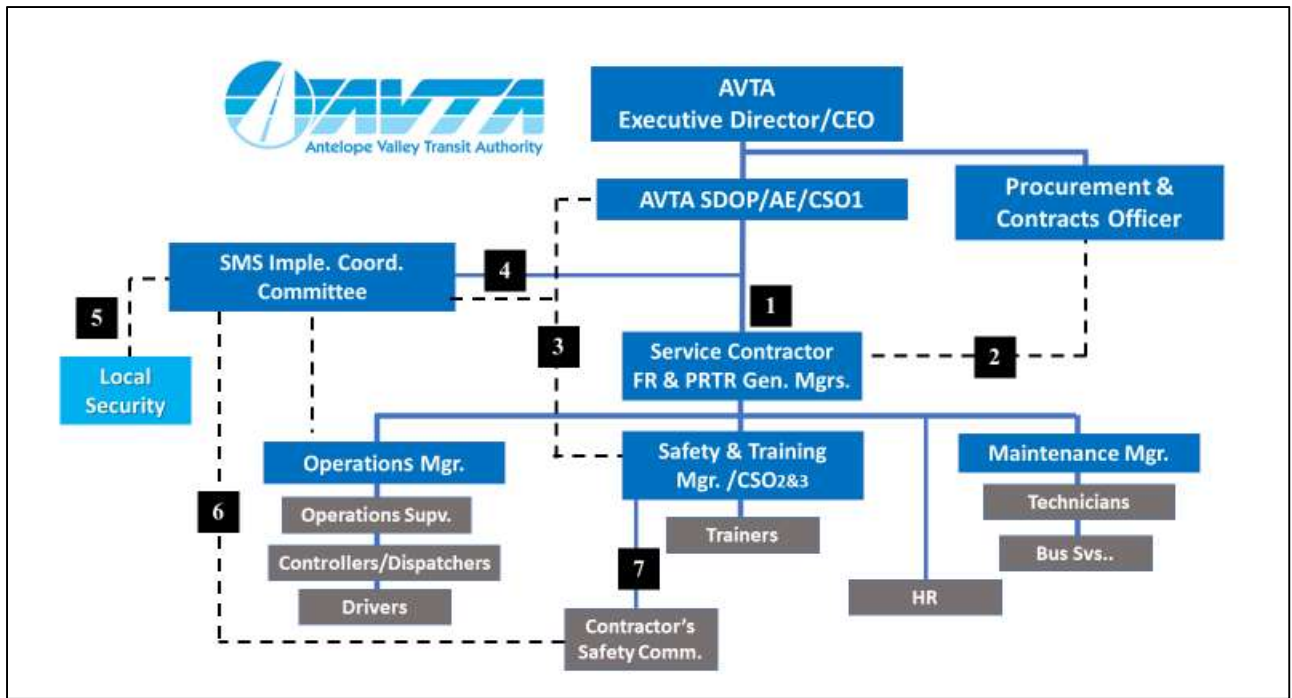 AVTA
Antelope Valley Transit Authority
AVTA
Executive Director/CEO
AVTA SDOP/AE/CSO1
Procurement &
Contracts Officer
SMS Imple. Coord.
Committee
4
5
1
3
2
Service Contractor
FR & PRTR Gen. Mgrs.
Local
Security
Operations Mgr.
Safety & Training
Mgr. /CSO2&3
Maintenance Mgr.
6
Operations Supv.
Trainers
Technicians
Controllers/Dispatchers
7
Bus Svs..
Drivers
HR
Contractor's
Safety Comm.